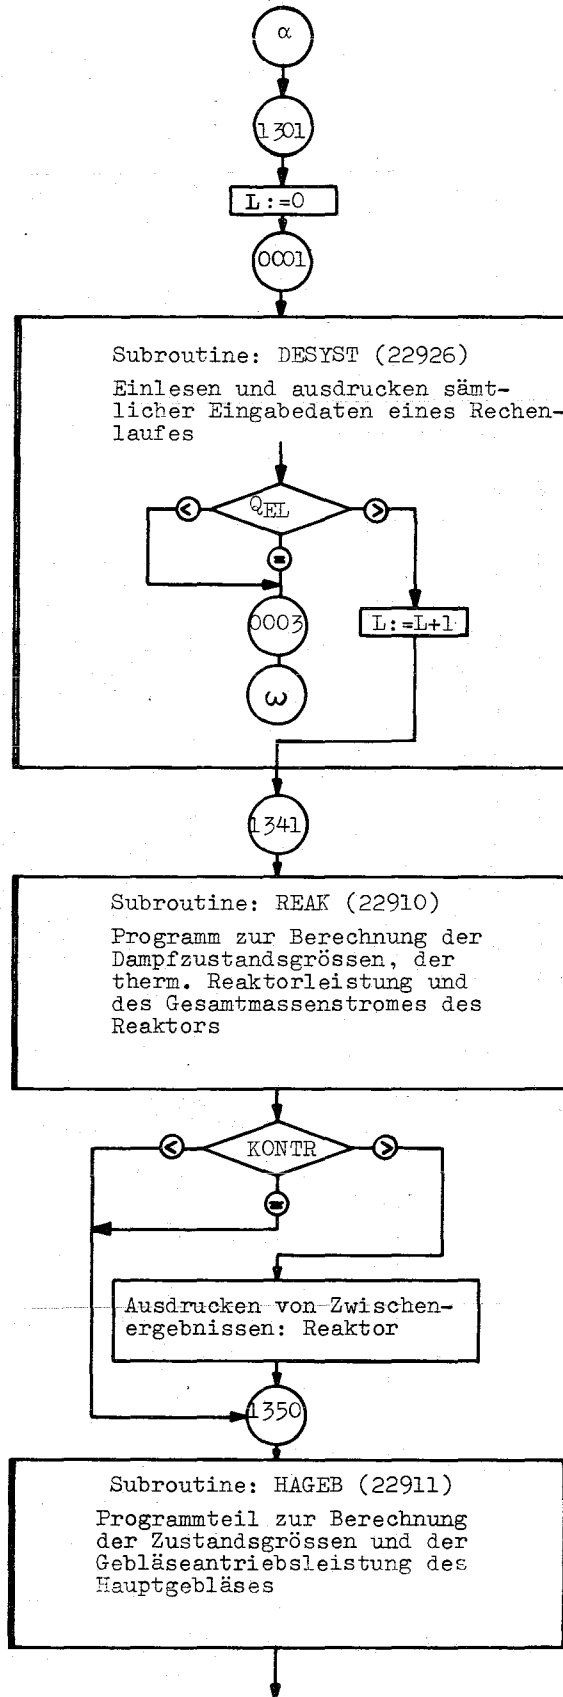 α
1301
L:=0
0001
Subroutine: DESYST (22926)
Einlesen und ausdrucken sämt-
licher Eingabedaten eines Rechen-
laufes
< QEL >
=
0003
L:=L+1
ω
1341
Subroutine: REAK (22910)
Programm zur Berechnung der
Dampfzustandsgrössen, der
therm. Reaktorleistung und
des Gesamtmassenstromes des
Reaktors
< KONTR >
=
Ausdrucken von Zwischen-
ergebnissen: Reaktor
1350
Subroutine: HAGEB (22911)
Programmteil zur Berechnung
der Zustandsgrössen und der
Gebläseantriebsleistung des
Hauptgebläses